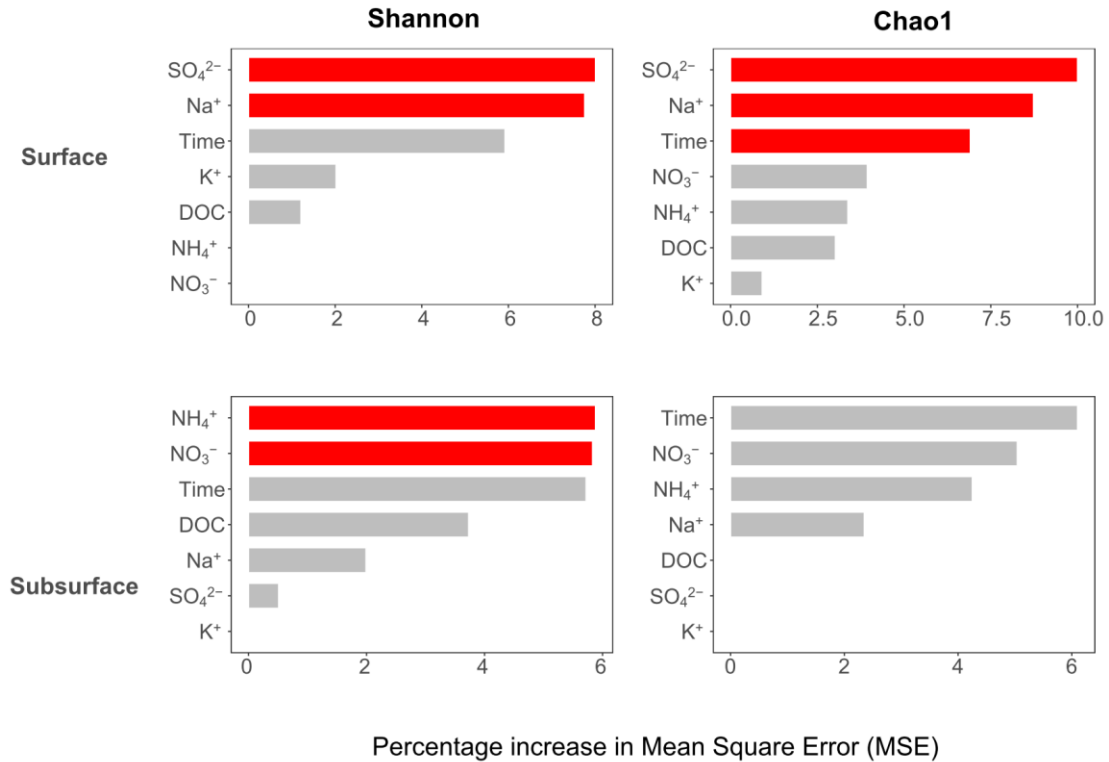 Shannon
Chao1
Surface
SO₄²⁻
Na⁺
Time
K⁺
DOC
NH₄⁺
NO₃⁻
0 2 4 6 8
SO₄²⁻
Na⁺
Time
NO₃⁻
NH₄⁺
DOC
K⁺
0.0 2.5 5.0 7.5 10.0
Subsurface
NH₄⁺
NO₃⁻
Time
DOC
Na⁺
SO₄²⁻
K⁺
0 2 4 6
Time
NO₃⁻
NH₄⁺
Na⁺
DOC
SO₄²⁻
K⁺
0 2 4 6
Percentage increase in Mean Square Error (MSE)